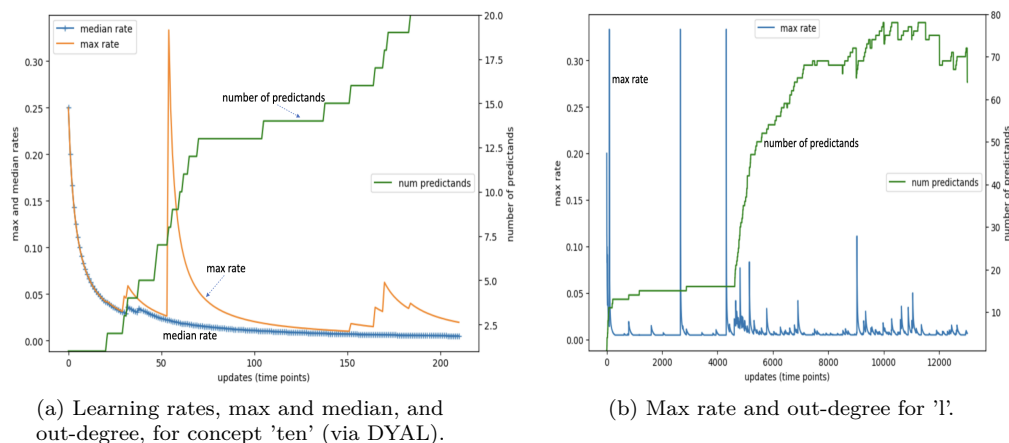 median rate
max rate
number of predictands
max rate
median rate
num predictands
max and median rates
number of predictands
0.30
0.25
0.20
0.15
0.10
0.05
0.00
20.0
17.5
15.0
12.5
10.0
7.5
5.0
2.5
0
50
100
150
200
updates (time points)
max rate
max rate
number of predictands
num predictands
max rate
number of predictands
0.30
0.25
0.20
0.15
0.10
0.05
0.00
80
70
60
50
40
30
20
10
0
2000
4000
6000
8000
10000
12000
updates (time points)
(a) Learning rates, max and median, and
out-degree, for concept 'ten' (via DYAL).
(b) Max rate and out-degree for 'l'.